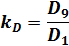 k_D = D_9 / D_1